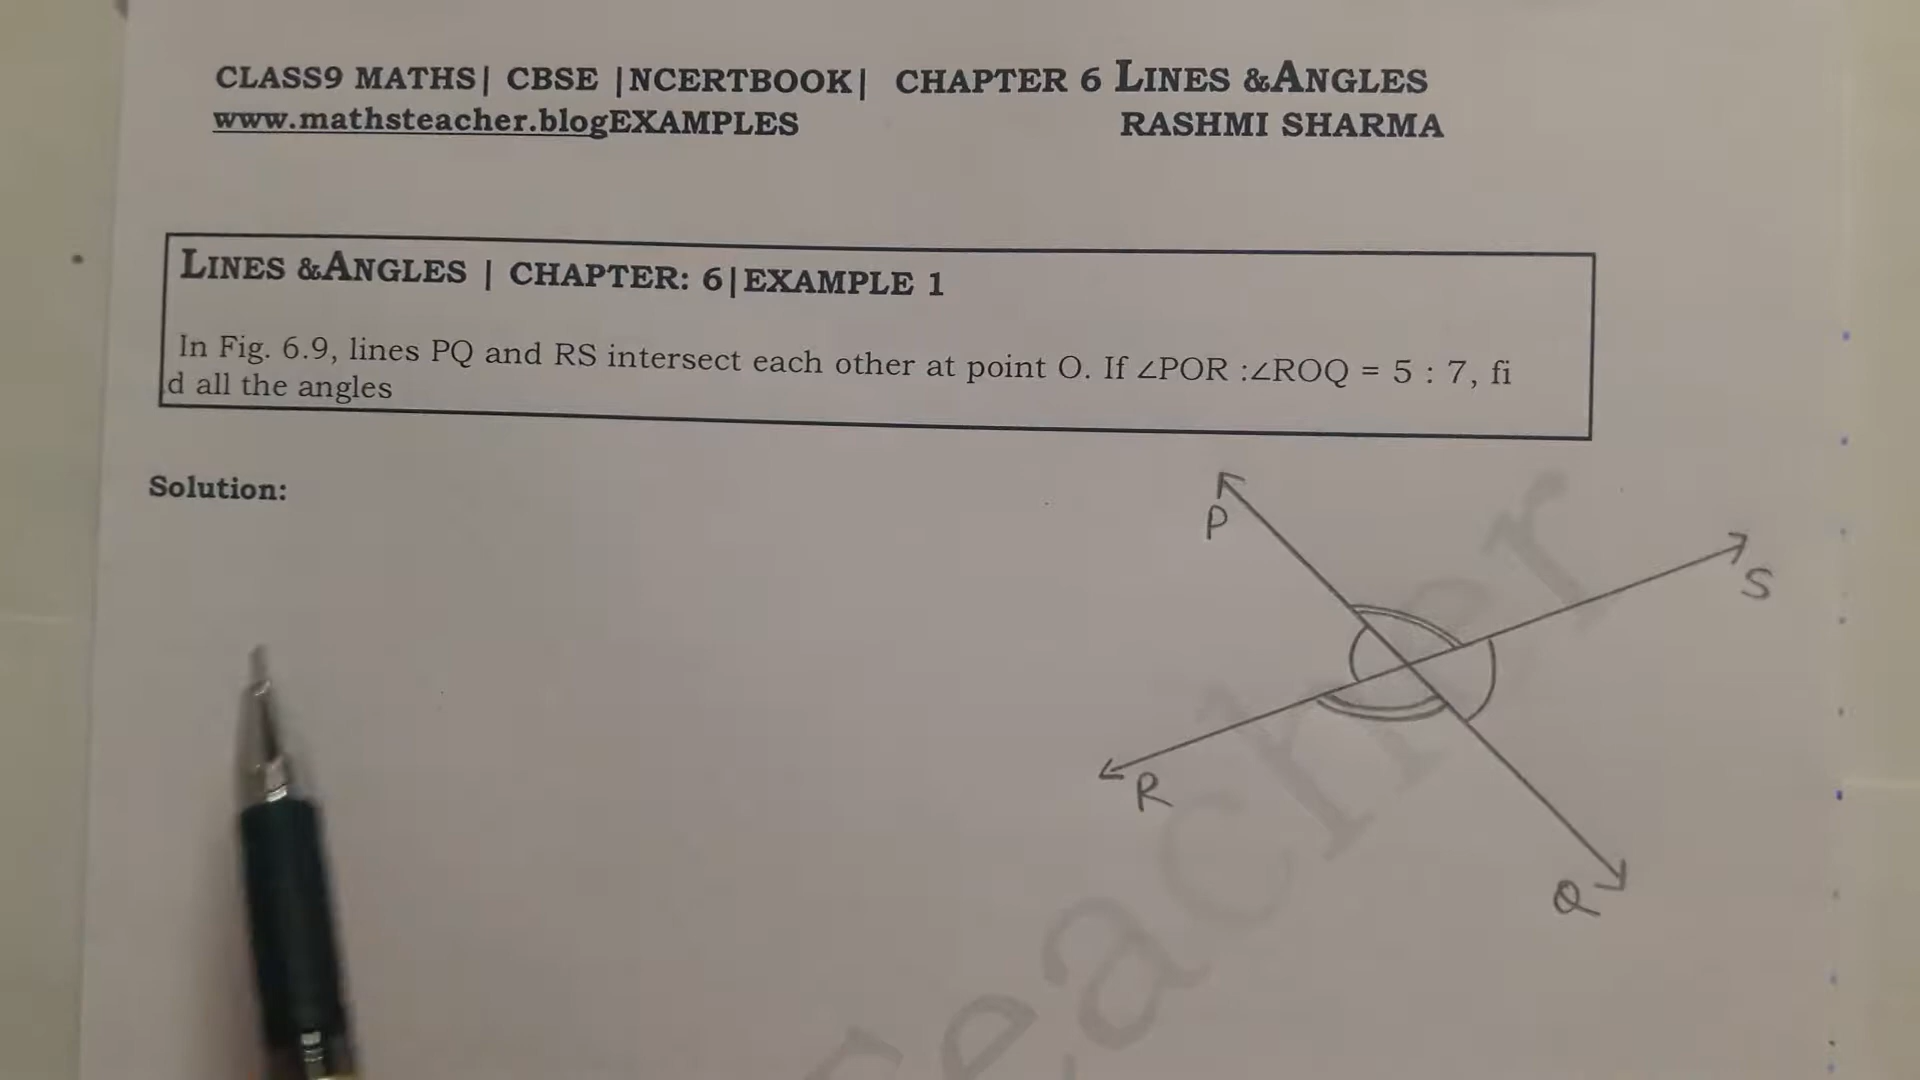 CLASS9 MATHS| CBSE |NCERTBOOK| CHAPTER 6 LINES &ANGLES
www.mathsteacher.blogEXAMPLES RASHMI SHARMA
LINES &ANGLES | CHAPTER: 6|EXAMPLE 1
In Fig. 6.9, lines PQ and RS intersect each other at point O. If ∠POR :∠ROQ = 5 : 7, fi
d all the angles
Solution:
P
S
R
Q
eacher